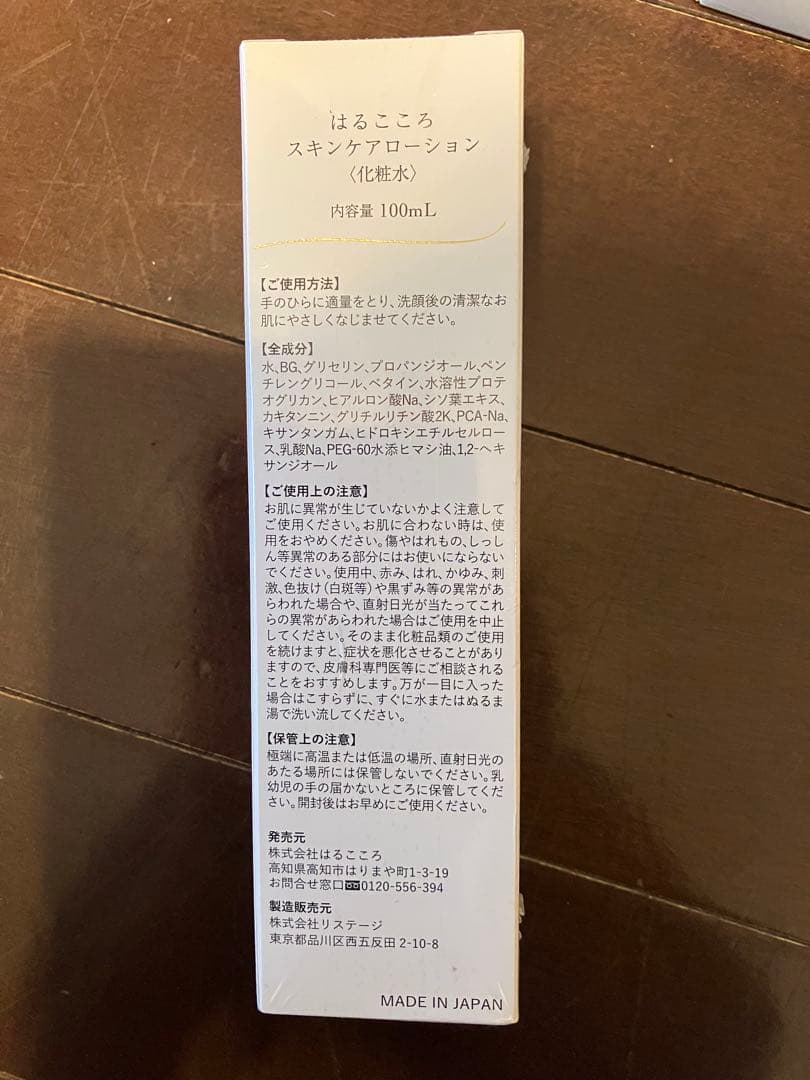 はるこころ
スキンケアローション
〈化粧水〉
内容量 100mL
【ご使用方法】
手のひらに適量をとり、洗顔後の清潔なお
肌にやさしくなじませてください。
【全成分】
水、BG、グリセリン、プロパンジオール、ペン
チレングリコール、ベタイン、水溶性プロテ
オグリカン、ヒアルロン酸Na、シソ葉エキス、
カキタンニン、グリチルリチン酸2K、PCA-Na、
キサンタンガム、ヒドロキシエチルセルロー
ス、乳酸Na、PEG-60水添ヒマシ油、1,2-ヘキ
サンジオール
【ご使用上の注意】
お肌に異常が生じていないかよく注意して
ご使用ください。お肌に合わない時は、使
用をおやめください。傷やはれもの、しっし
ん等異常のある部分にはお使いにならない
でください。使用中、赤み、はれ、かゆみ、刺
激、色抜け(白斑等)や黒ずみ等の異常が
あらわれた場合や、直射日光が当たってこれ
らの異常があらわれた場合はご使用を中止
してください。そのまま化粧品類のご使用
を続けますと、症状を悪化させることがあり
ますので、皮膚科専門医等にご相談される
ことをおすすめします。万が一目に入った
場合はこすらずに、すぐに水またはぬるま
湯で洗い流してください。
【保管上の注意】
極端に高温または低温の場所、直射日光の
あたる場所には保管しないでください。乳
幼児の手の届かないところに保管してくだ
さい。開封後はお早めにご使用ください。
発売元
株式会社はるこころ
高知県高知市はりまや町1-3-19
お問合せ窓口 0120-556-394
製造販売元
株式会社リステージ
東京都品川区西五反田 2-10-8
MADE IN JAPAN